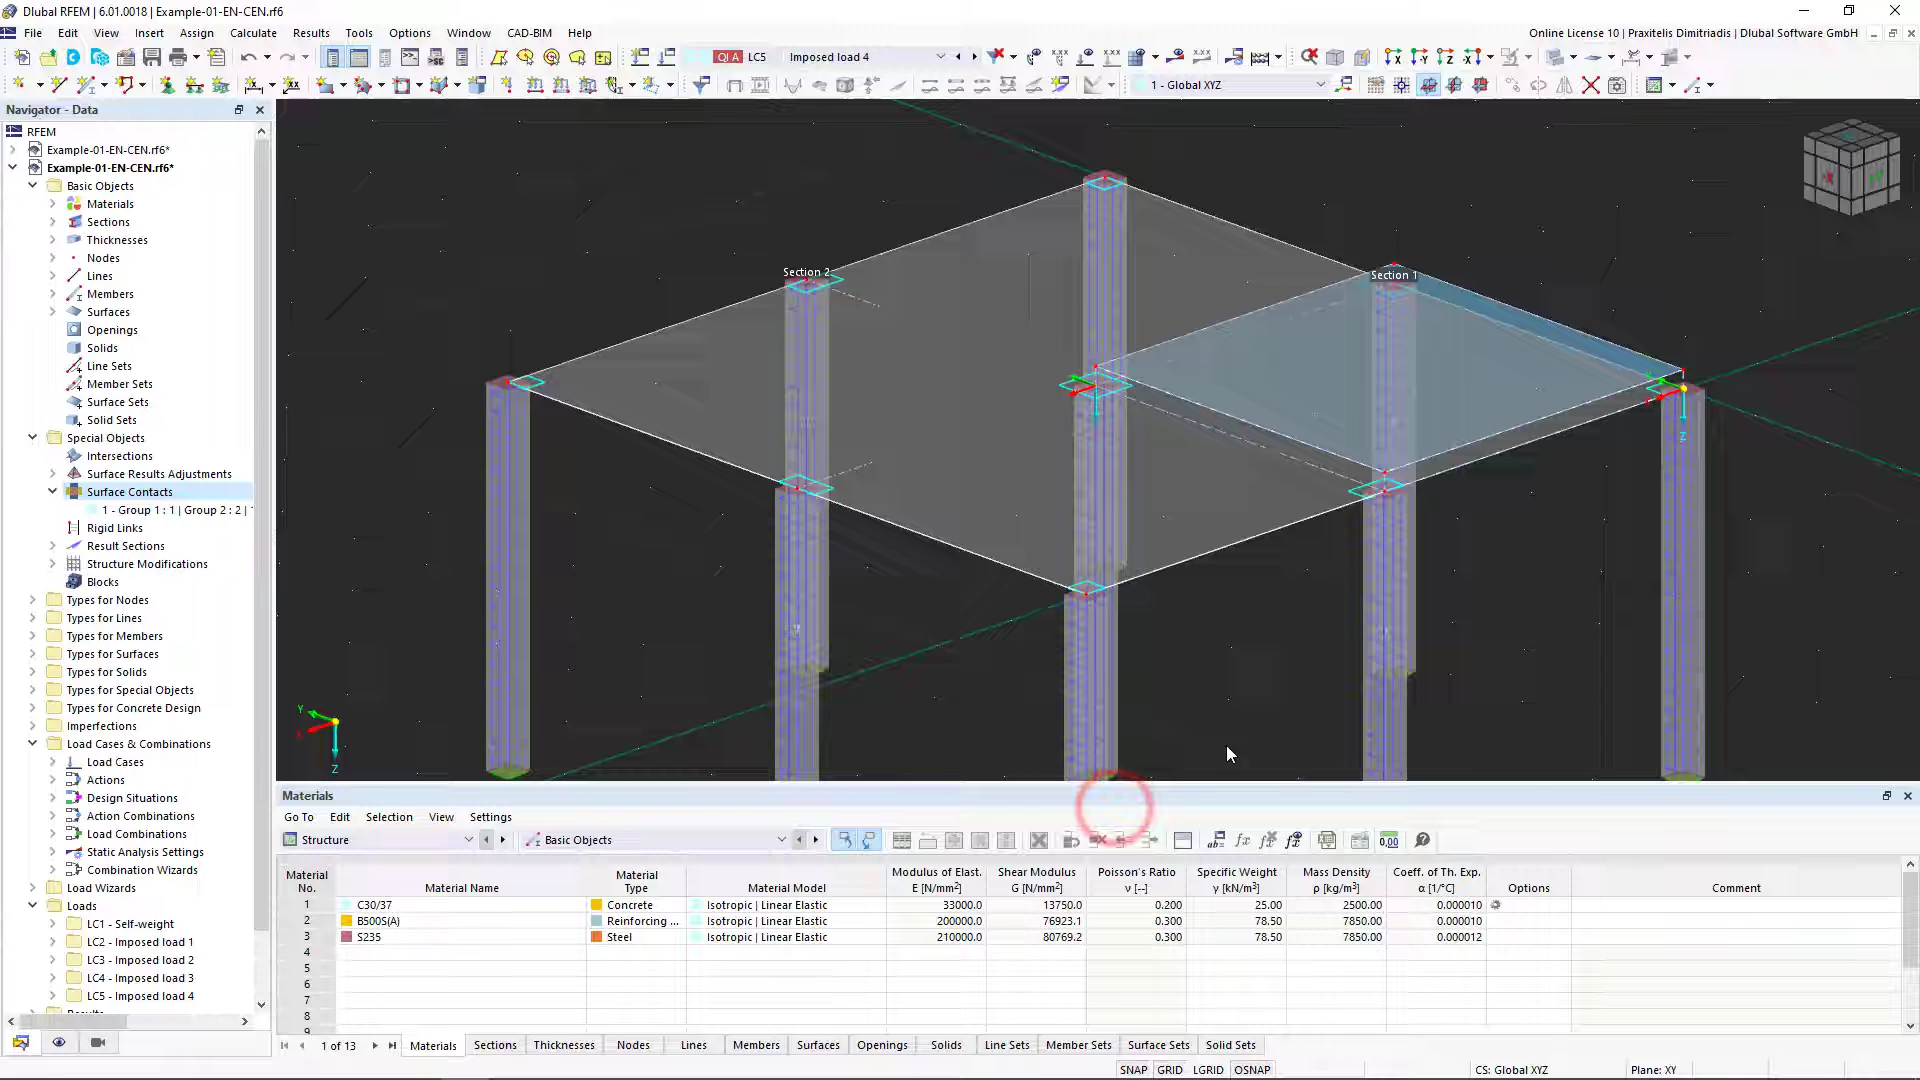 Dlubal RFEM | 6.01.0018 | Example-01-EN-CEN.rf6
File Edit View Insert Assign Calculate Results Tools Options Window CAD-BIM Help
Online License 10 | Praxitelis Dimitriadis | Dlubal Software GmbH
QI A LC5 Imposed load 4
1 - Global XYZ
Navigator - Data
RFEM
Example-01-EN-CEN.rf6*
Example-01-EN-CEN.rf6*
Basic Objects
Materials
Sections
Thicknesses
Nodes
Lines
Members
Surfaces
Openings
Solids
Line Sets
Member Sets
Surface Sets
Solid Sets
Special Objects
Intersections
Surface Results Adjustments
Surface Contacts
1 - Group 1 : 1 | Group 2 : 2 |
Rigid Links
Result Sections
Structure Modifications
Blocks
Types for Nodes
Types for Lines
Types for Members
Types for Surfaces
Types for Solids
Types for Special Objects
Types for Concrete Design
Imperfections
Load Cases & Combinations
Load Cases
Actions
Design Situations
Action Combinations
Load Combinations
Static Analysis Settings
Combination Wizards
Load Wizards
Loads
LC1 - Self-weight
LC2 - Imposed load 1
LC3 - Imposed load 2
LC4 - Imposed load 3
LC5 - Imposed load 4
Section 2
Section 1
Z
Y
X
Z
Materials
Go To Edit Selection View Settings
Structure Basic Objects
Material No. Material Name Material Type Material Model Modulus of Elast. E [N/mm²] Shear Modulus G [N/mm²] Poisson's Ratio ν [--] Specific Weight γ [kN/m³] Mass Density ρ [kg/m³] Coeff. of Th. Exp. α [1/°C] Options Comment
1 C30/37 Concrete Isotropic | Linear Elastic 33000.0 13750.0 0.200 25.00 2500.00 0.000010
2 B500S(A) Reinforcing ... Isotropic | Linear Elastic 200000.0 76923.1 0.300 78.50 7850.00 0.000010
3 S235 Steel Isotropic | Linear Elastic 210000.0 80769.2 0.300 78.50 7850.00 0.000012
4
5
6
7
8
9
1 of 13 Materials Sections Thicknesses Nodes Lines Members Surfaces Openings Solids Line Sets Member Sets Surface Sets Solid Sets
SNAP GRID LGRID OSNAP CS: Global XYZ Plane: XY